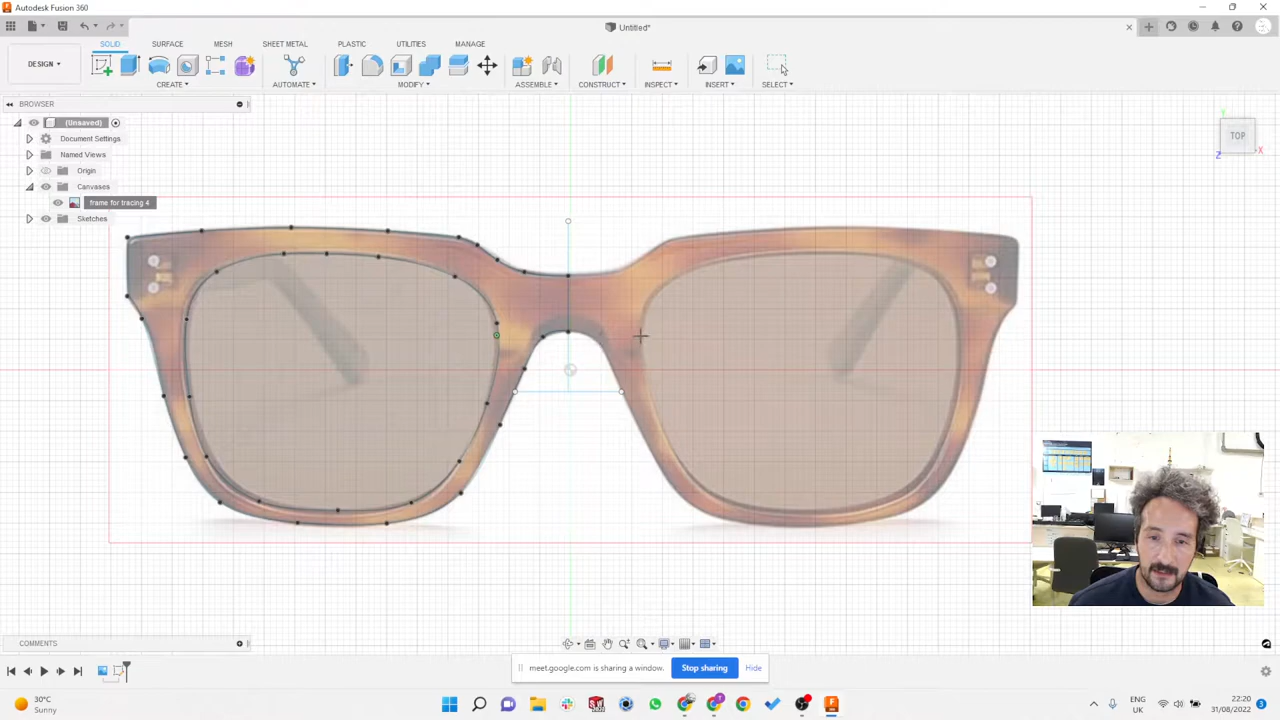 Autodesk Fusion 360
Untitled*
DESIGN
SOLID
SURFACE
MESH
SHEET METAL
PLASTIC
UTILITIES
MANAGE
CREATE
AUTOMATE
MODIFY
ASSEMBLE
CONSTRUCT
INSPECT
INSERT
SELECT
BROWSER
(Unsaved)
Document Settings
Named Views
Origin
Canvases
frame for tracing 4
Sketches
Y
TOP
X
Z
COMMENTS
meet.google.com is sharing a window.
Stop sharing
Hide
30°C
Sunny
ENG
UK
22:20
31/08/2022
3